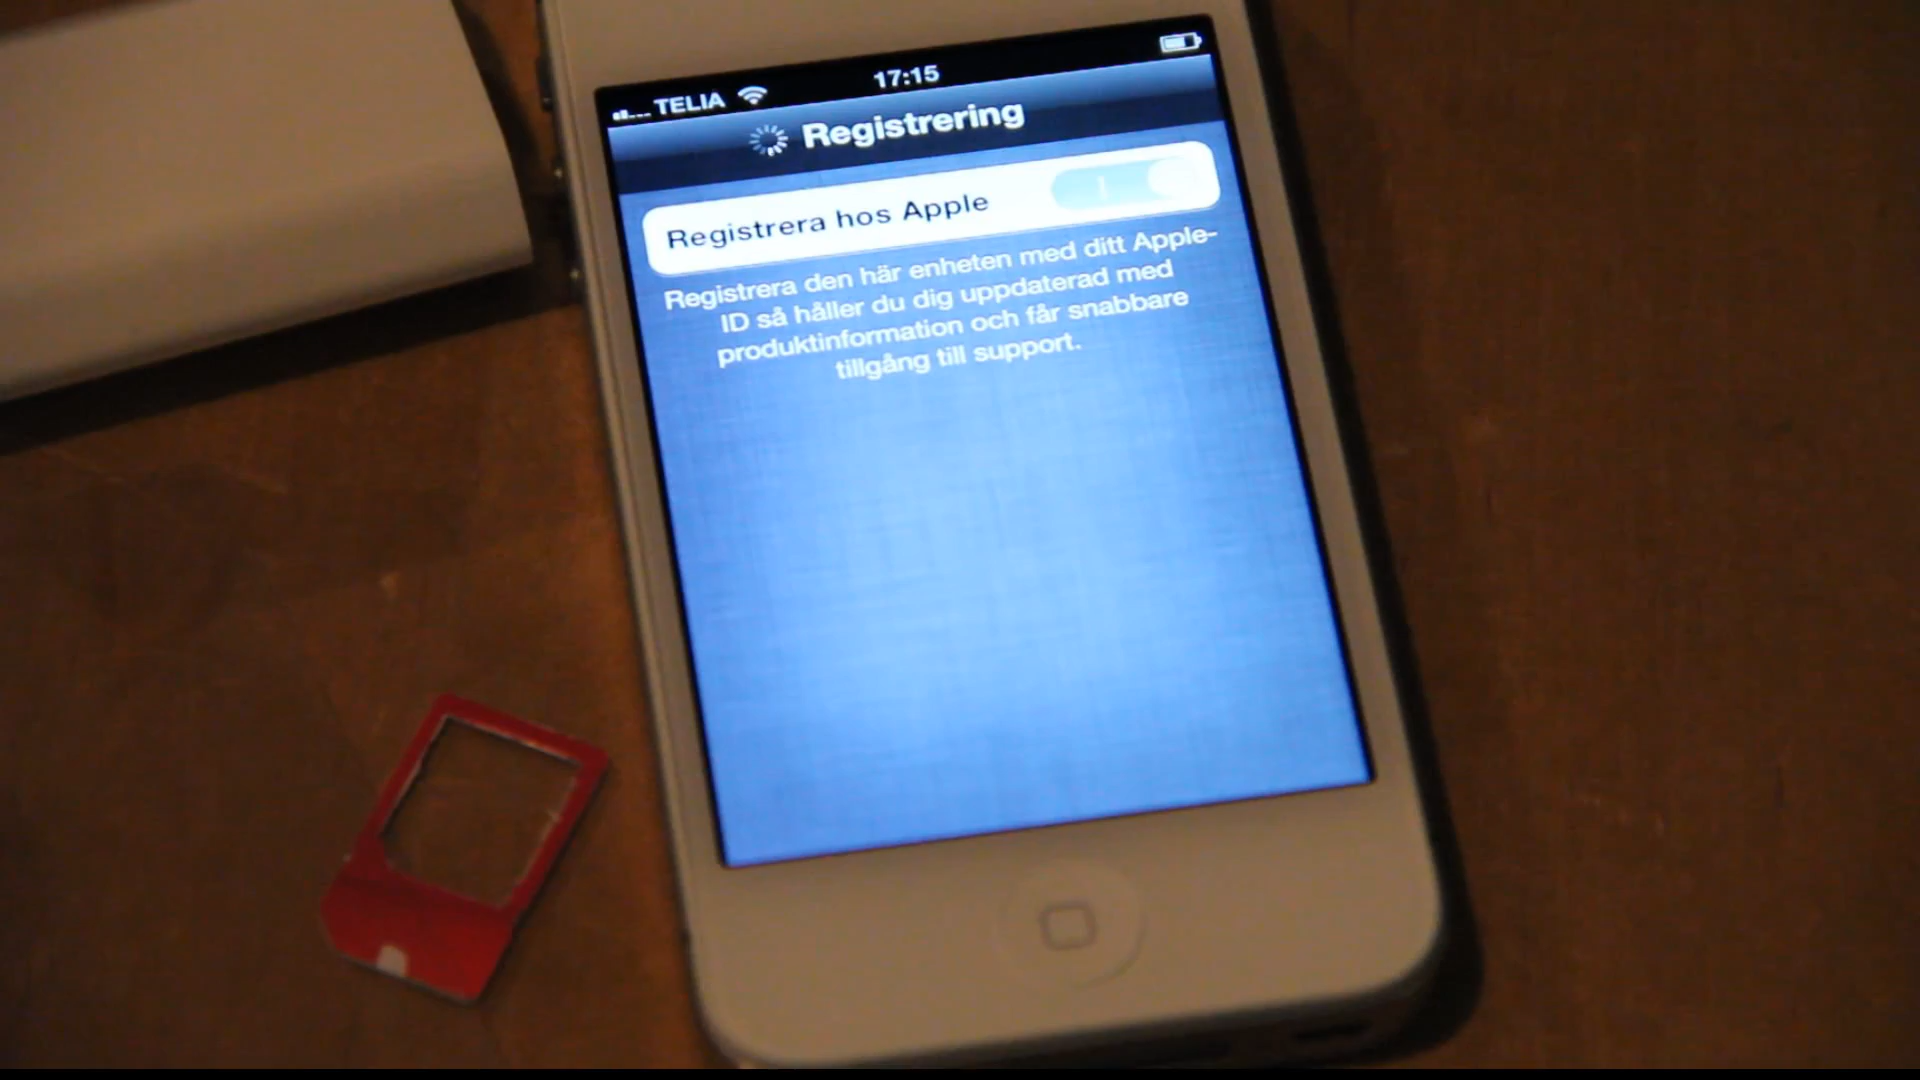 TELIA
17:15
Registrering
Registrera hos Apple
Registrera den här enheten med ditt Apple-
ID så håller du dig uppdaterad med
produktinformation och får snabbare
tillgång till support.